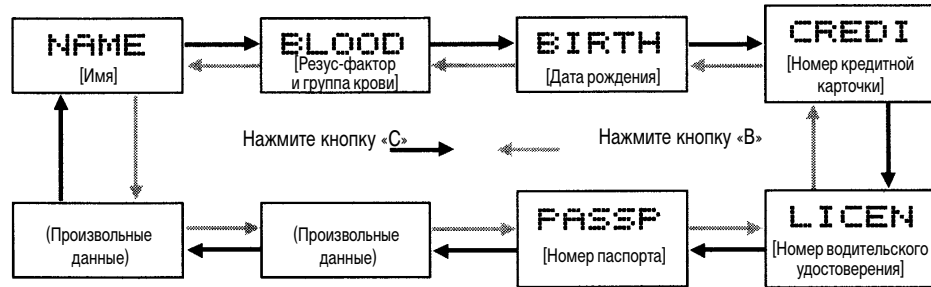 NAME
[Имя]
BLOOD
[Резус-фактор
и группа крови]
BIRTH
[Дата рождения]
CREDI
[Номер кредитной
карточки]
Нажмите кнопку «C»
Нажмите кнопку «B»
(Произвольные
данные)
(Произвольные
данные)
PASSP
[Номер паспорта]
LICEN
[Номер водительского
удостоверения]